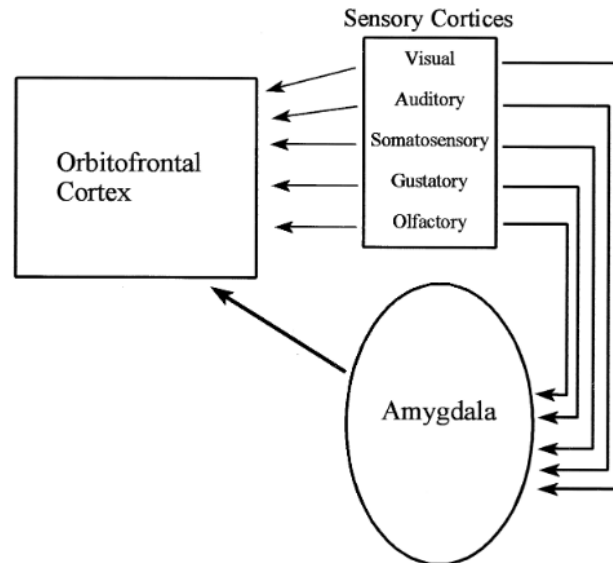 Sensory Cortices
Visual
Auditory
Somatosensory
Gustatory
Olfactory
Orbitofrontal
Cortex
Amygdala